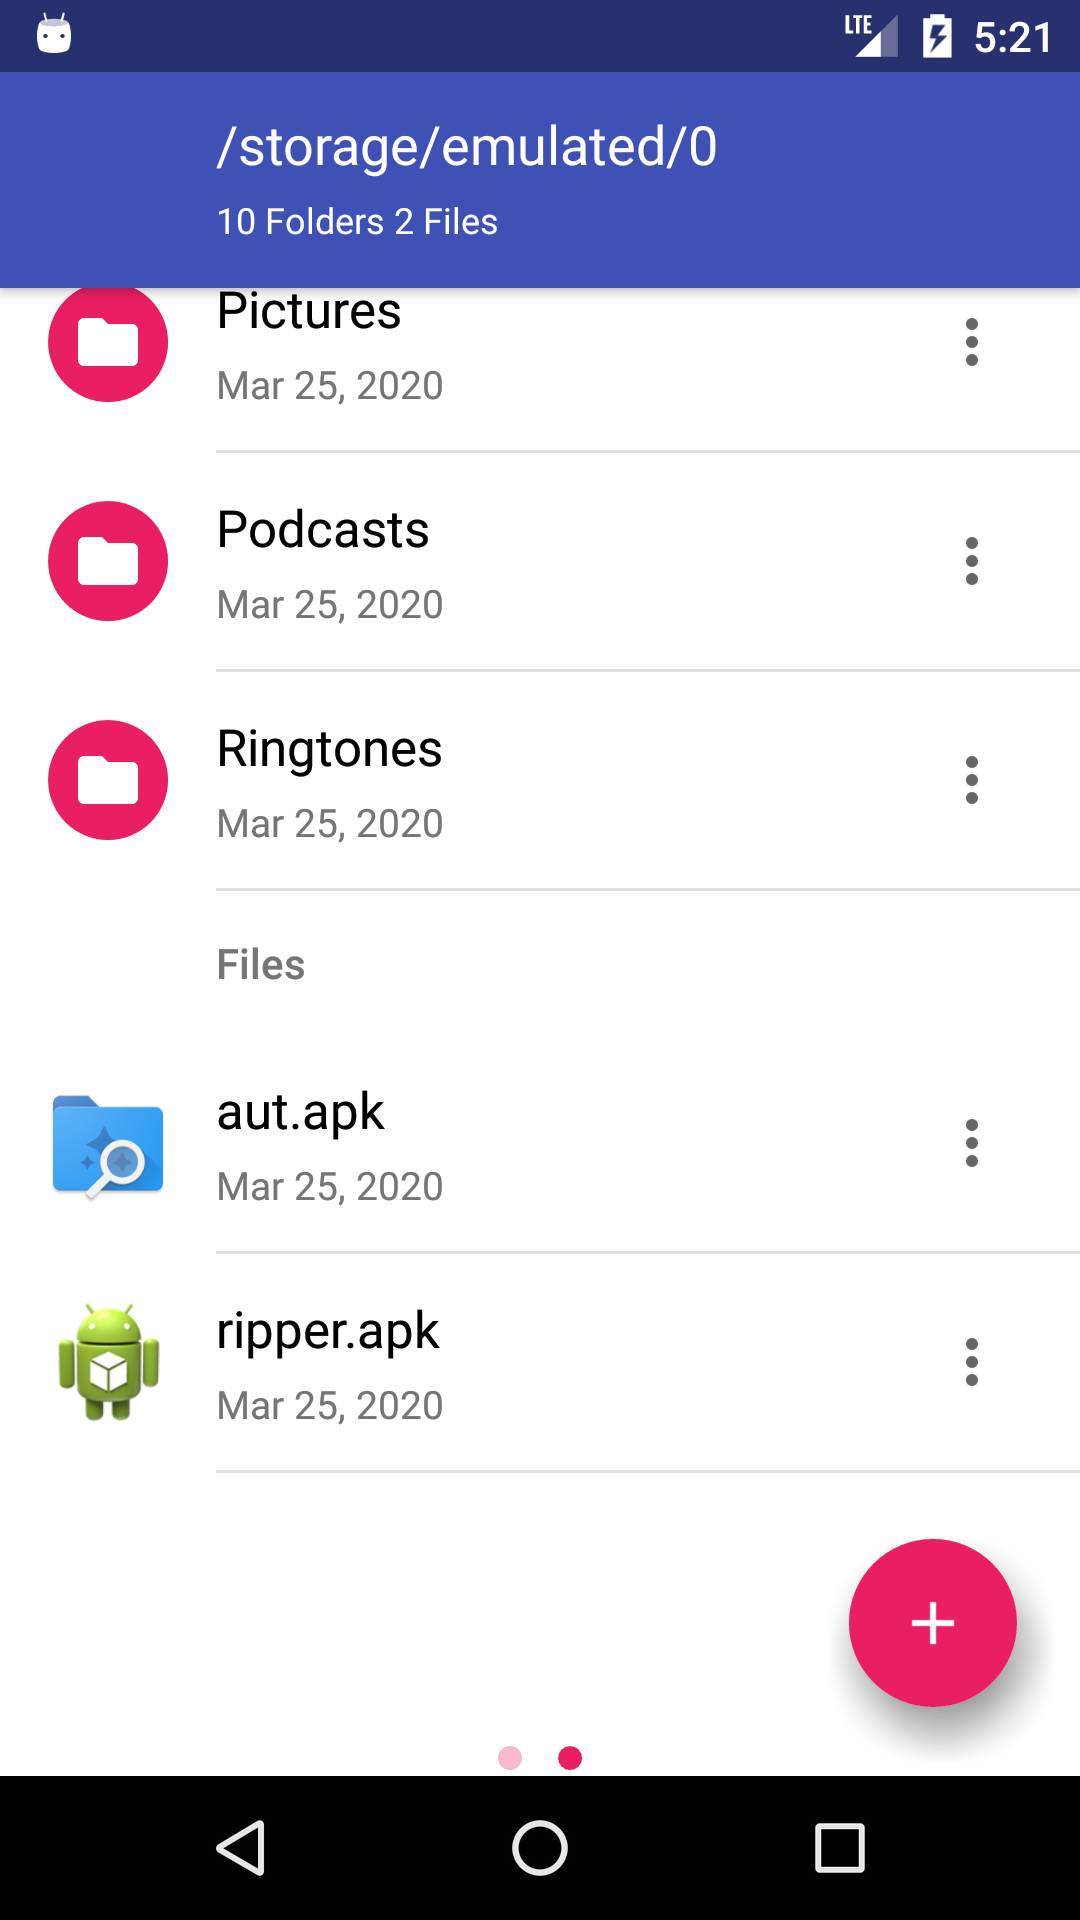 LTE 5:21
/storage/emulated/0
10 Folders 2 Files
Pictures
Mar 25, 2020
Podcasts
Mar 25, 2020
Ringtones
Mar 25, 2020
Files
aut.apk
Mar 25, 2020
ripper.apk
Mar 25, 2020